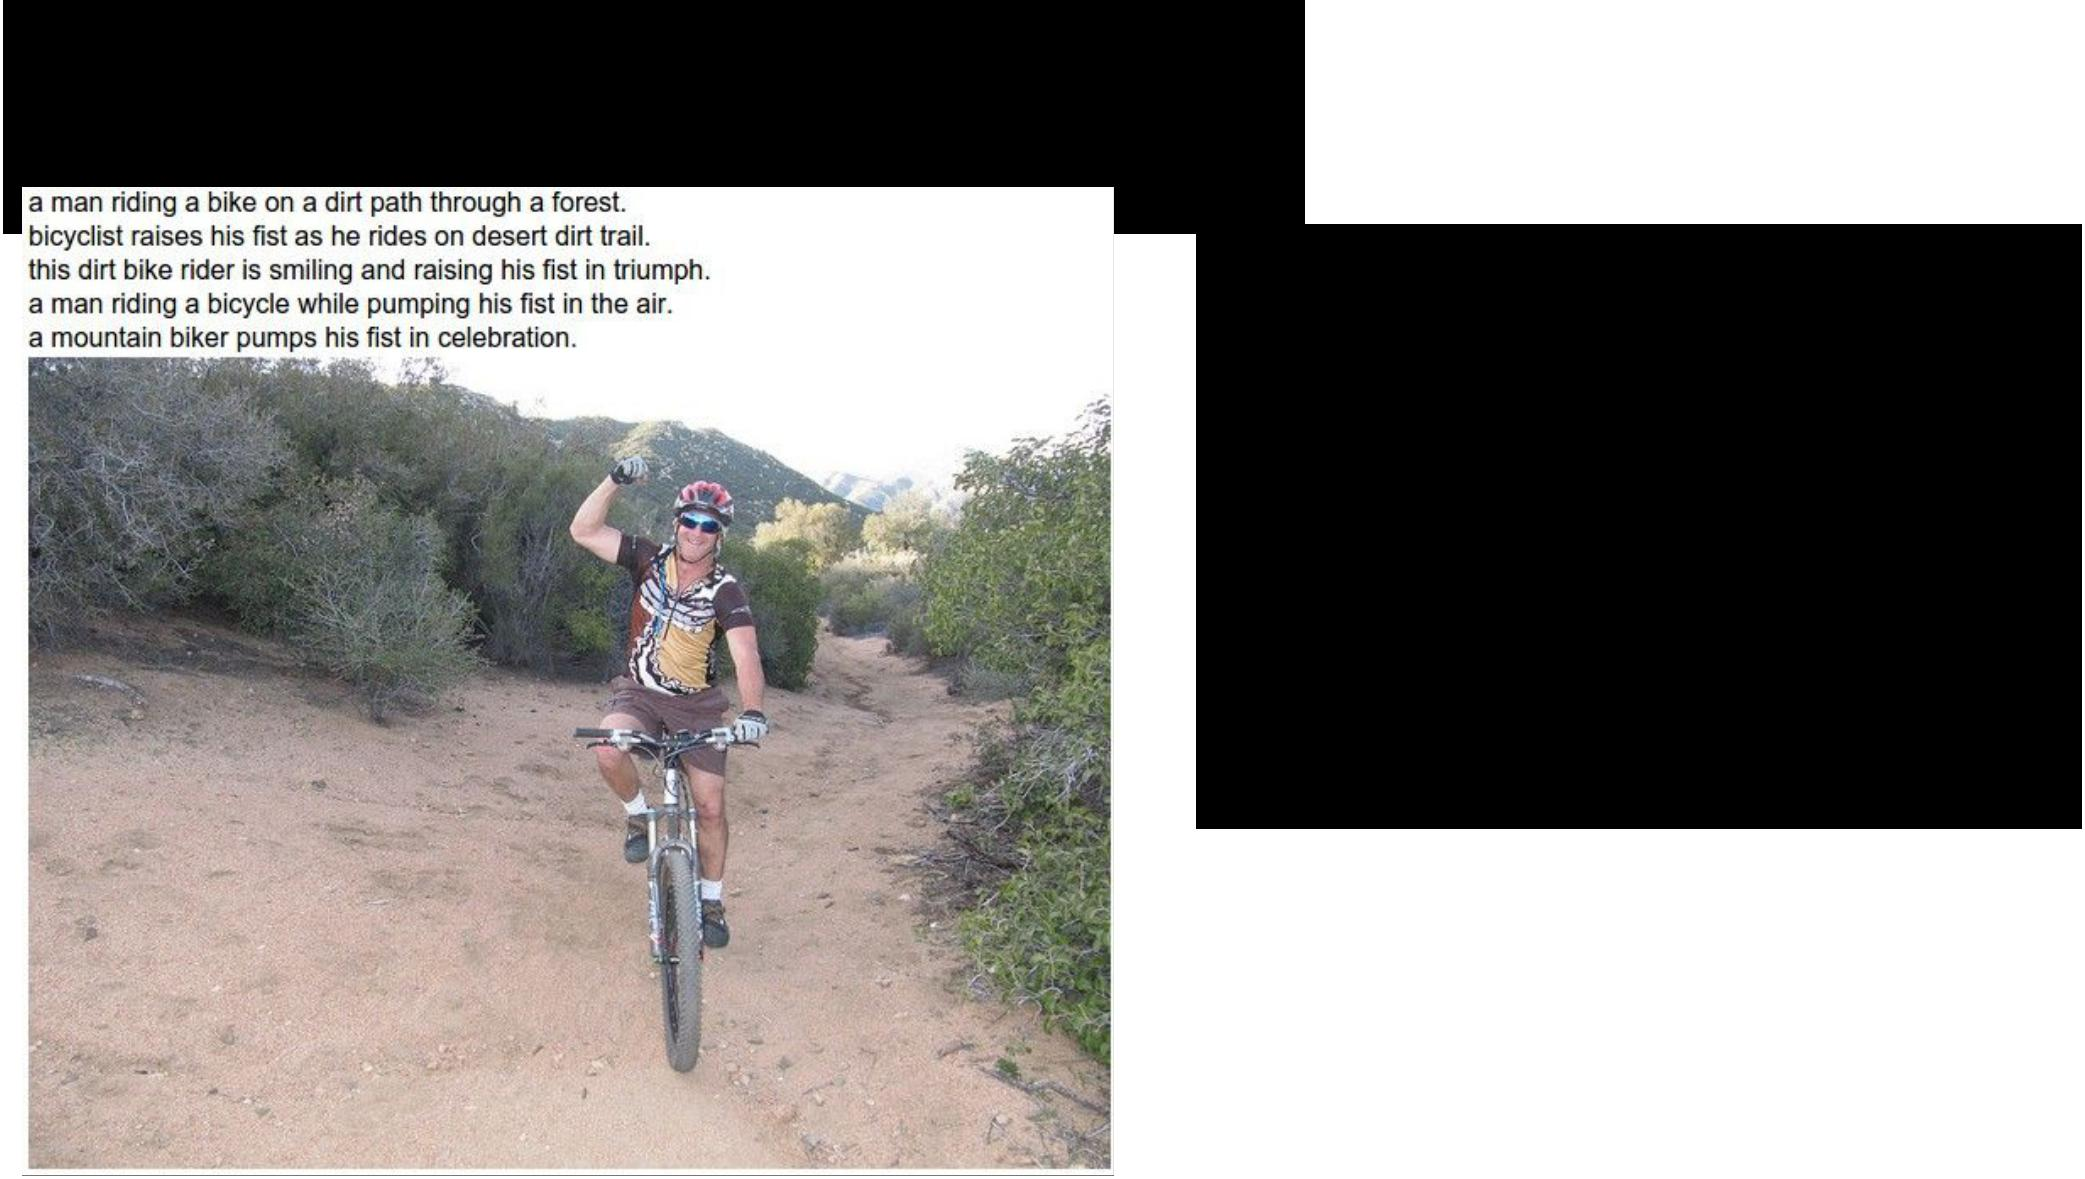 a man riding a bike on a dirt path through a forest.
bicyclist raises his fist as he rides on desert dirt trail.
this dirt bike rider is smiling and raising his fist in triumph.
a man riding a bicycle while pumping his fist in the air.
a mountain biker pumps his fist in celebration.